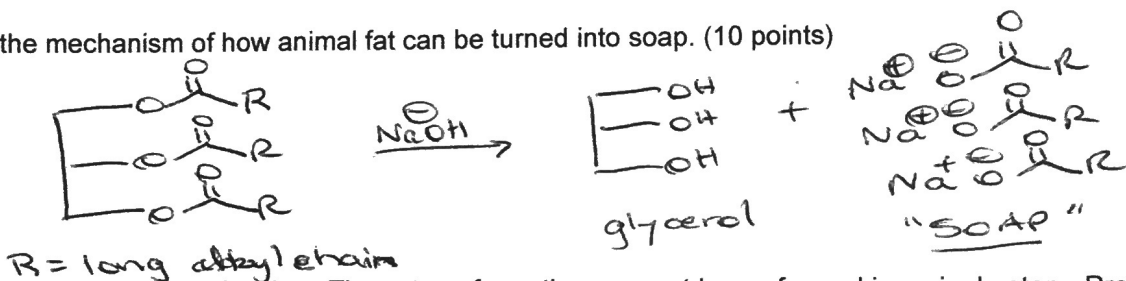 the mechanism of how animal fat can be turned into soap. (10 points)
O
O R
O
O R
O
O R
⊖
NaOH
OH
OH
OH
+
O
Na⊕ ⊖O R
O
Na⊕ ⊖O R
O
Na+ ⊖O R
glycerol
"SOAP"
R = long alkyl chain